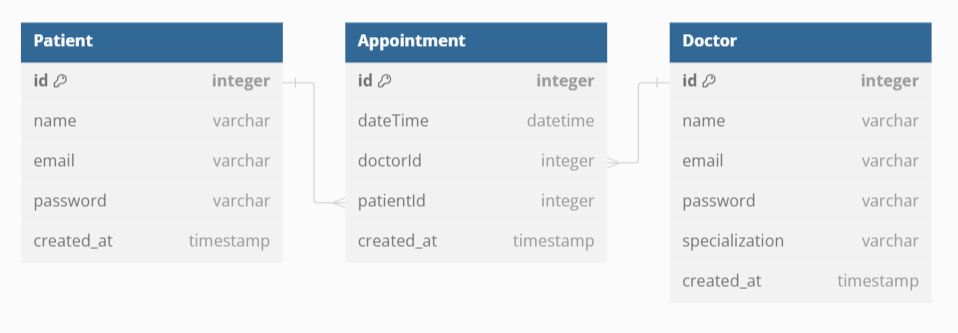 Patient
id integer
name varchar
email varchar
password varchar
created_at timestamp
Appointment
id integer
dateTime datetime
doctorId integer
patientId integer
created_at timestamp
Doctor
id integer
name varchar
email varchar
password varchar
specialization varchar
created_at timestamp